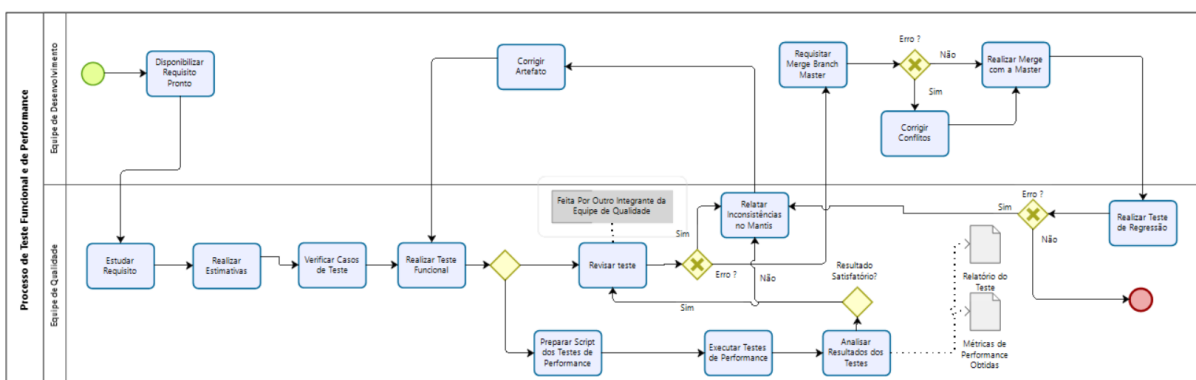 Processo de Teste Funcional e de Performance
Equipe de Desenvolvimento
Disponibilizar
Requisito
Pronto
Corrigir
Artefato
Requisitar
Merge Branch
Master
Erro ?
Não
Sim
Realizar Merge
com a Master
Corrigir
Conflitos
Equipe de Qualidade
Estudar
Requisito
Realizar
Estimativas
Verificar Casos
de Teste
Realizar Teste
Funcional
Feita Por Outro Integrante da
Equipe de Qualidade
Revisar teste
Sim
Erro ?
Não
Relatar
Inconsistências
no Mantis
Resultado
Satisfatório?
Sim
Preparar Script
dos Testes de
Performance
Executar Testes
de Performance
Analisar
Resultados dos
Testes
Relatório do
Teste
Métricas de
Performance
Obtidas
Erro ?
Sim
Não
Realizar Teste
de Regressão